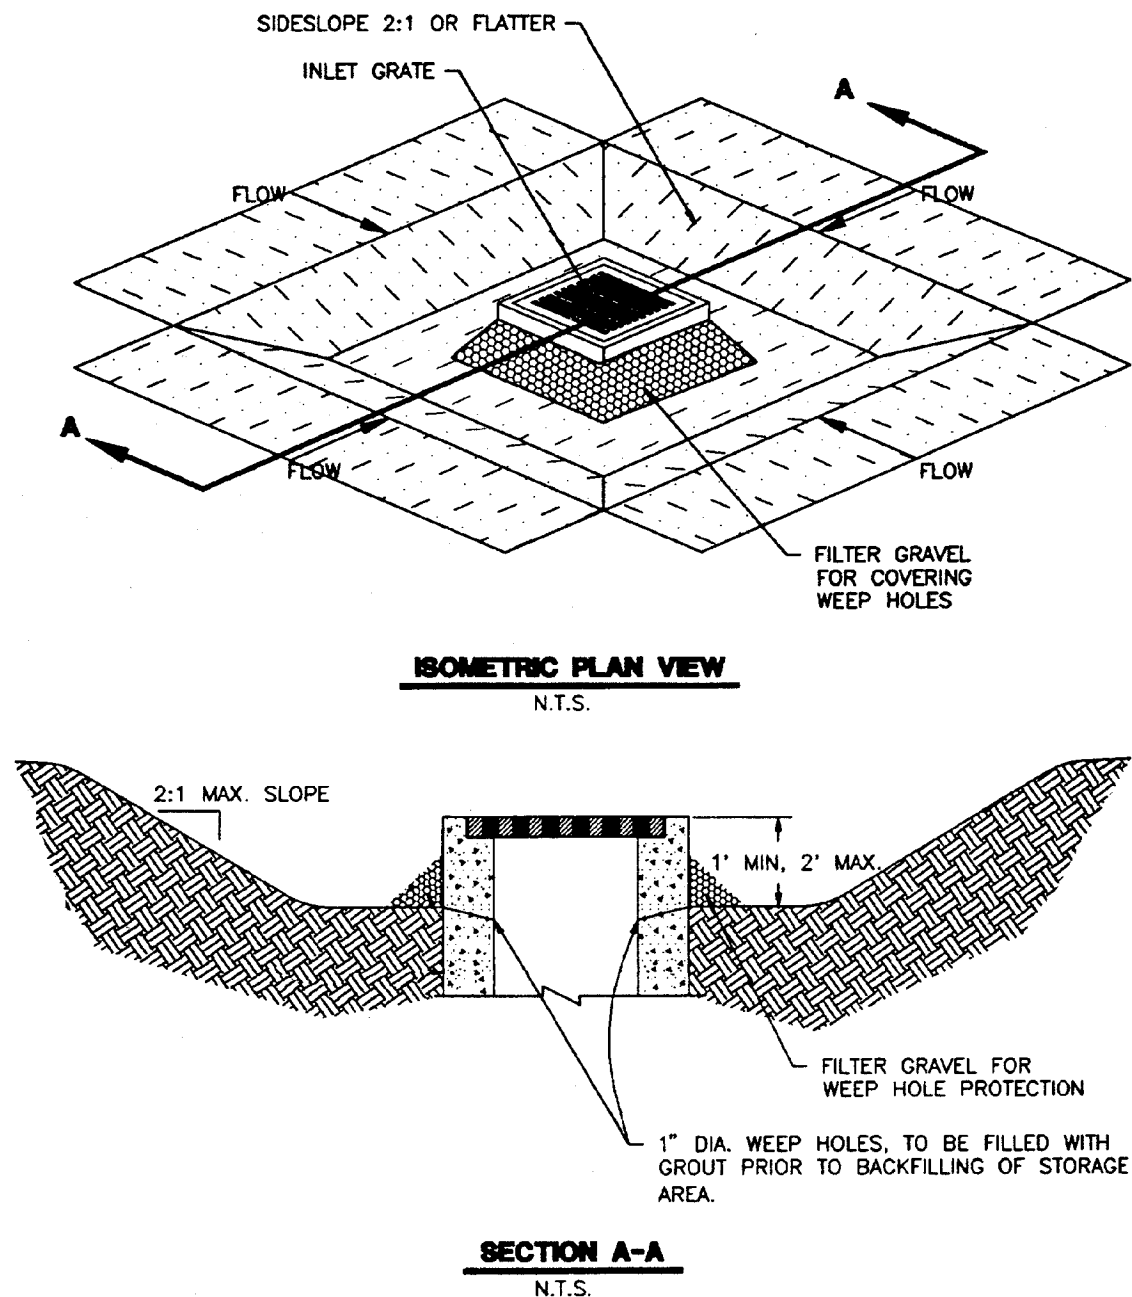 SIDESLOPE 2:1 OR FLATTER
INLET GRATE
A
FLOW
FLOW
A
FLOW
FLOW
FILTER GRAVEL
FOR COVERING
WEEP HOLES
ISOMETRIC PLAN VIEW
N.T.S.
2:1 MAX. SLOPE
1' MIN, 2' MAX.
FILTER GRAVEL FOR
WEEP HOLE PROTECTION
1" DIA. WEEP HOLES, TO BE FILLED WITH
GROUT PRIOR TO BACKFILLING OF STORAGE
AREA.
SECTION A-A
N.T.S.